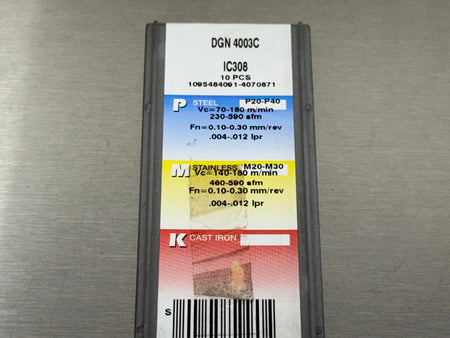 DGN 4003C
IC308
10 PCS
1095484091-4070871
P STEEL P20-P40
Vc=70-180 m/min
230-590 sfm
Fn=0.10-0.30 mm/rev
.004-.012 Ipr
M STAINLESS M20-M30
Vc=140-180 m/min
460-590 sfm
Fn=0.10-0.30 mm/rev
.004-.012 Ipr
K CAST IRON
S